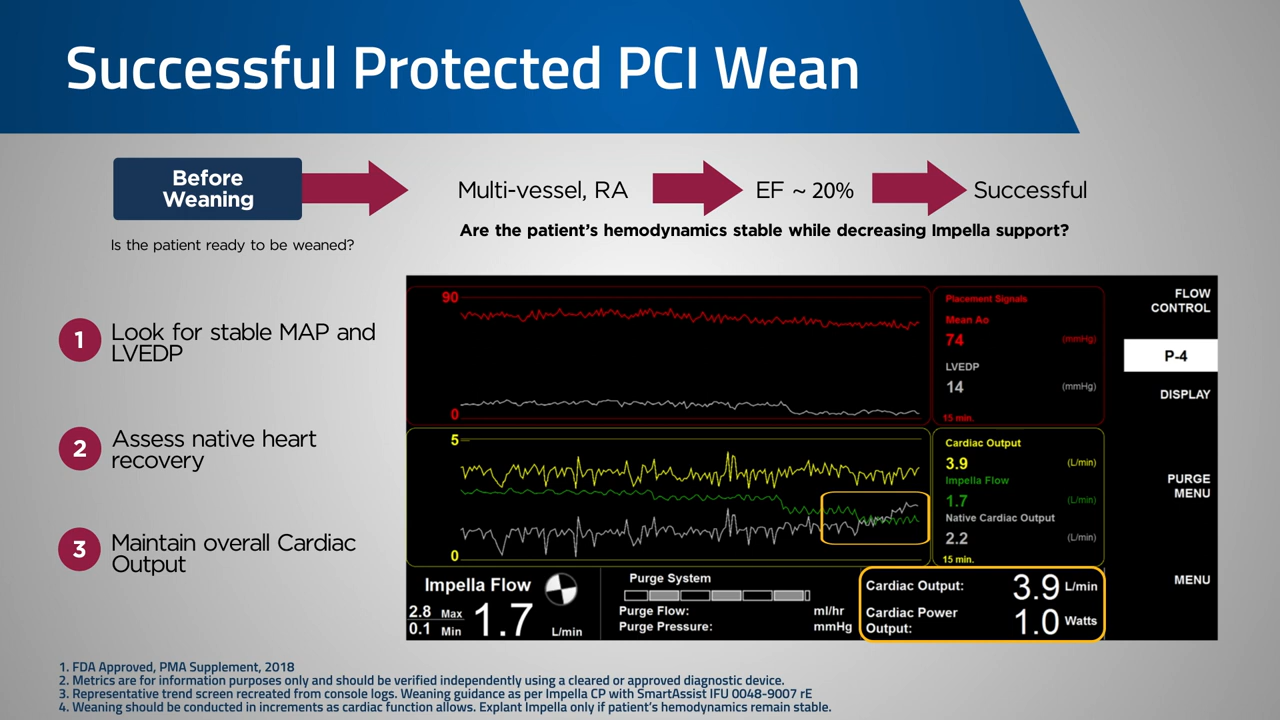 Successful Protected PCI Wean
Before
Weaning
Multi-vessel, RA
EF ~ 20%
Successful
Is the patient ready to be weaned?
Are the patient's hemodynamics stable while decreasing Impella support?
1
Look for stable MAP and
LVEDP
2
Assess native heart
recovery
3
Maintain overall Cardiac
Output
90
0
Placement Signals
Mean Ao
74 (mmHg)
LVEDP
14 (mmHg)
15 min.
5
0
Cardiac Output
3.9 (L/min)
Impella Flow
1.7 (L/min)
Native Cardiac Output
2.2 (L/min)
15 min.
FLOW
CONTROL
P-4
DISPLAY
PURGE
MENU
MENU
Impella Flow
2.8 Max
0.1 Min
1.7 L/min
Purge System
Purge Flow: ml/hr
Purge Pressure: mmHg
Cardiac Output: 3.9 L/min
Cardiac Power
Output: 1.0 Watts
1. FDA Approved, PMA Supplement, 2018
2. Metrics are for information purposes only and should be verified independently using a cleared or approved diagnostic device.
3. Representative trend screen recreated from console logs. Weaning guidance as per Impella CP with SmartAssist IFU 0048-9007 rE
4. Weaning should be conducted in increments as cardiac function allows. Explant Impella only if patient's hemodynamics remain stable.